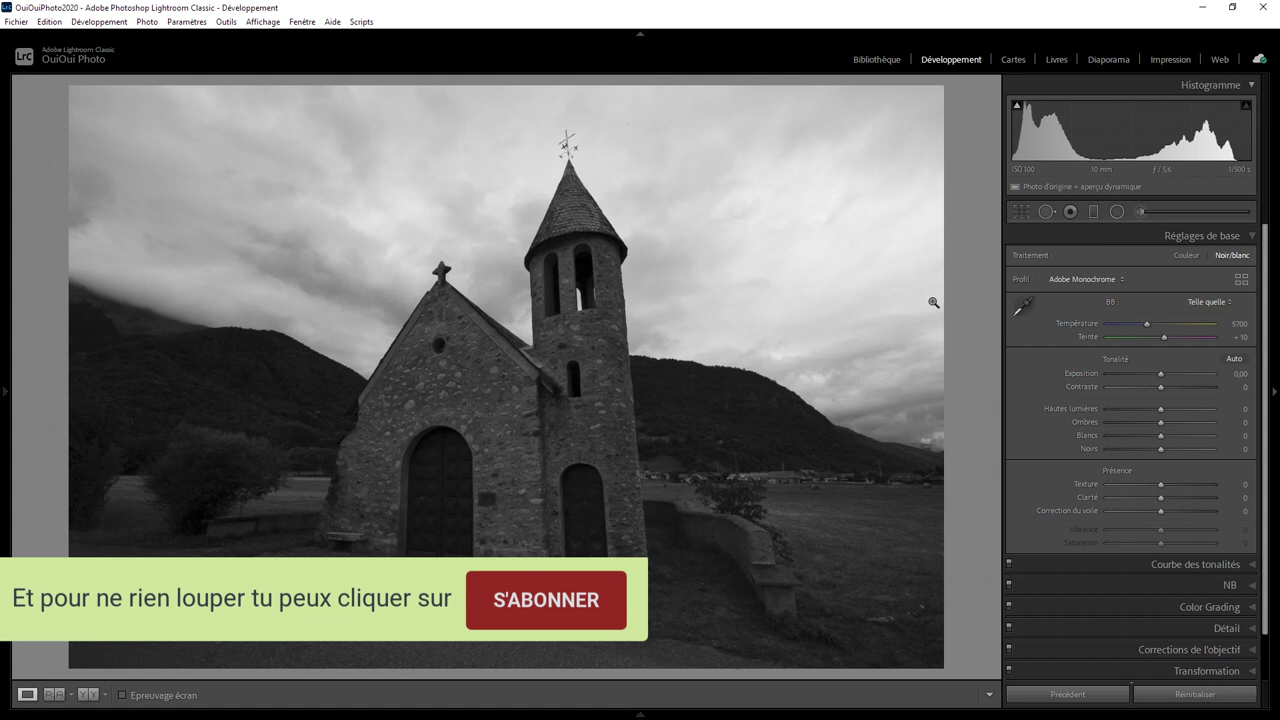 OuiOuiPhoto2020 - Adobe Photoshop Lightroom Classic - Développement
Fichier Edition Développement Photo Paramètres Outils Affichage Fenêtre Aide Scripts
Lrc
Adobe Lightroom Classic
OuiOui Photo
Bibliothèque Développement Cartes Livres Diaporama Impression Web
Histogramme
ISO 100 10 mm ƒ / 5,6 1/500 s
Photo d'origine + aperçu dynamique
Réglages de base
Traitement : Couleur Noir/blanc
Profil : Adobe Monochrome
BB : Telle quelle
Température 5700
Teinte + 10
Tonalité Auto
Exposition 0,00
Contraste 0
Hautes lumières 0
Ombres 0
Blancs 0
Noirs 0
Présence
Texture 0
Clarté 0
Correction du voile 0
Vibrance 0
Saturation 0
Courbe des tonalités
NB
Color Grading
Détail
Corrections de l'objectif
Transformation
Précédent Réinitialiser
Et pour ne rien louper tu peux cliquer sur S'ABONNER
R A Y Y Epreuvage écran